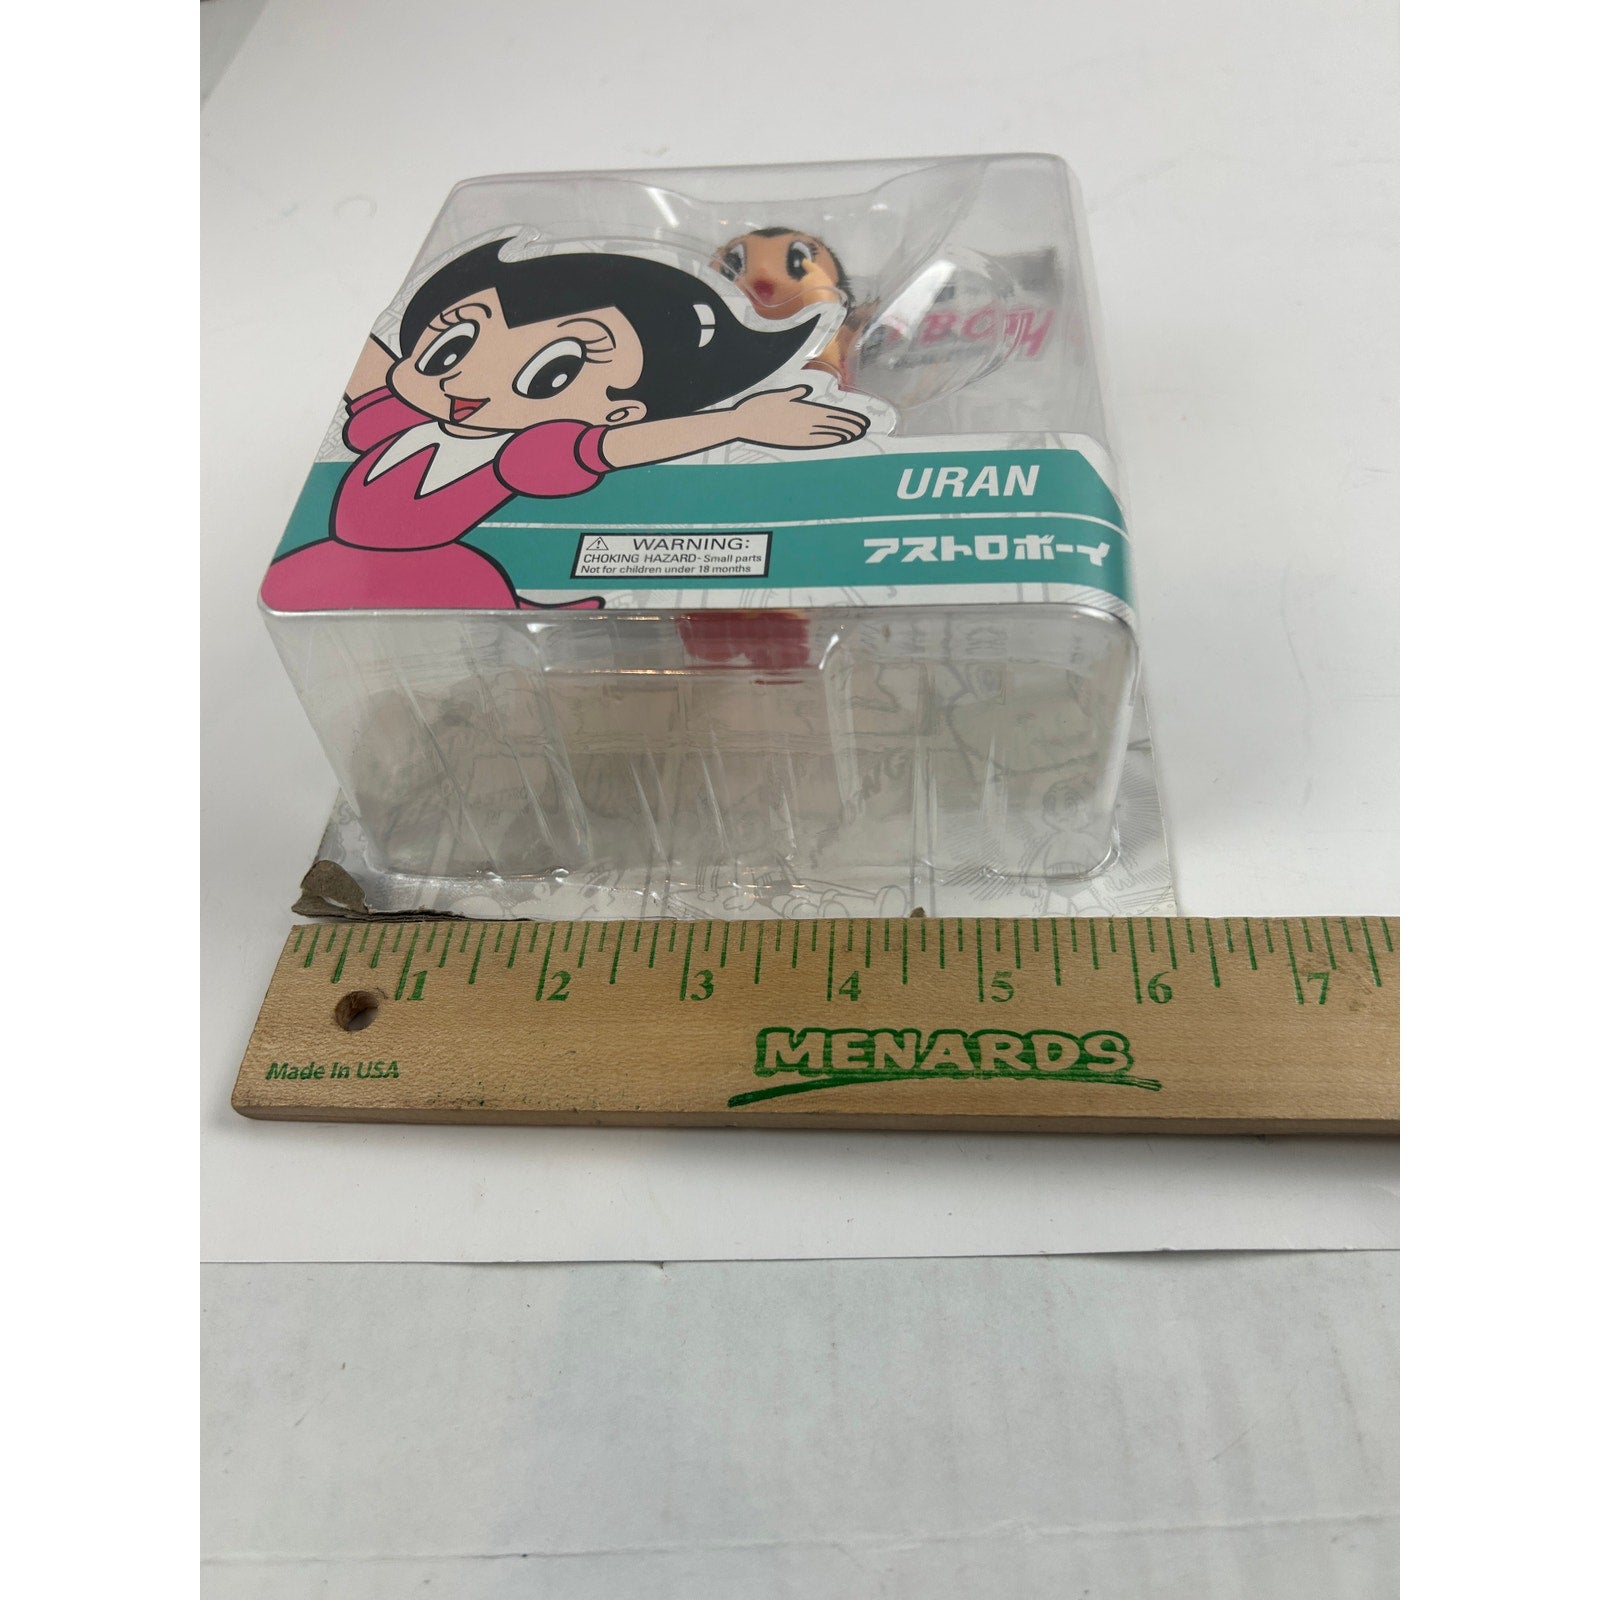 URAN
⚠ WARNING:
CHOKING HAZARD- Small parts
Not for children under 18 months
アストロボーイ
1 2 3 4 5 6 7
MENARDS
Made In USA